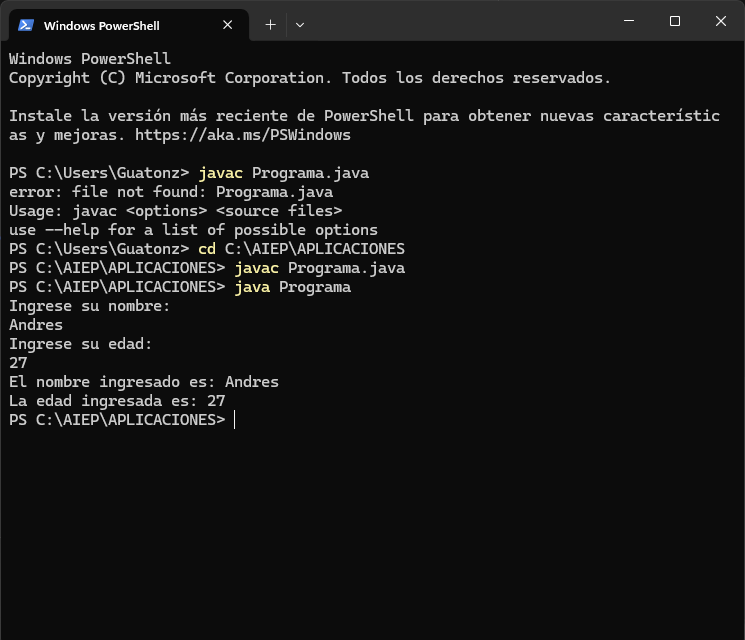 Windows PowerShell
Windows PowerShell
Copyright (C) Microsoft Corporation. Todos los derechos reservados.
Instale la versión más reciente de PowerShell para obtener nuevas característic
as y mejoras. https://aka.ms/PSWindows
PS C:\Users\Guatonz> javac Programa.java
error: file not found: Programa.java
Usage: javac <options> <source files>
use --help for a list of possible options
PS C:\Users\Guatonz> cd C:\AIEP\APLICACIONES
PS C:\AIEP\APLICACIONES> javac Programa.java
PS C:\AIEP\APLICACIONES> java Programa
Ingrese su nombre:
Andres
Ingrese su edad:
27
El nombre ingresado es: Andres
La edad ingresada es: 27
PS C:\AIEP\APLICACIONES>